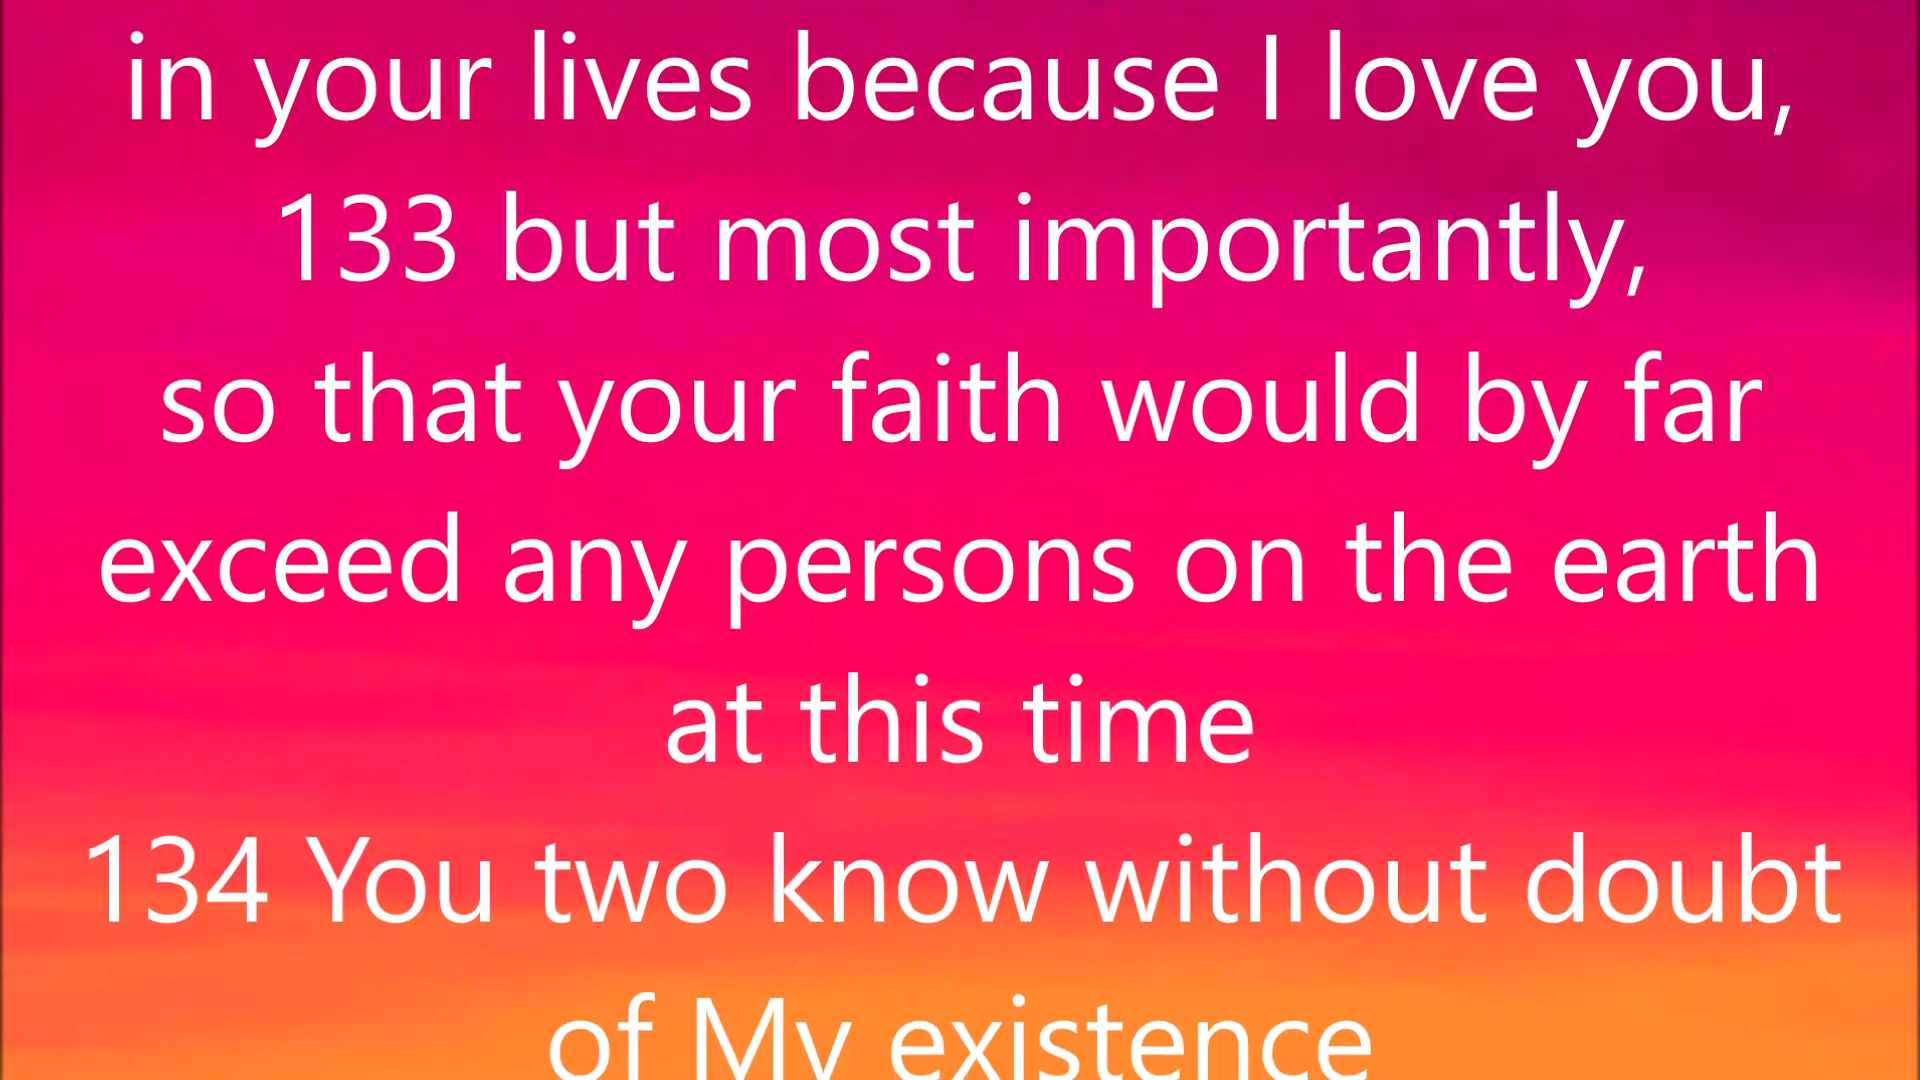 in your lives because I love you,
133 but most importantly,
so that your faith would by far
exceed any persons on the earth
at this time
134 You two know without doubt
of My existence